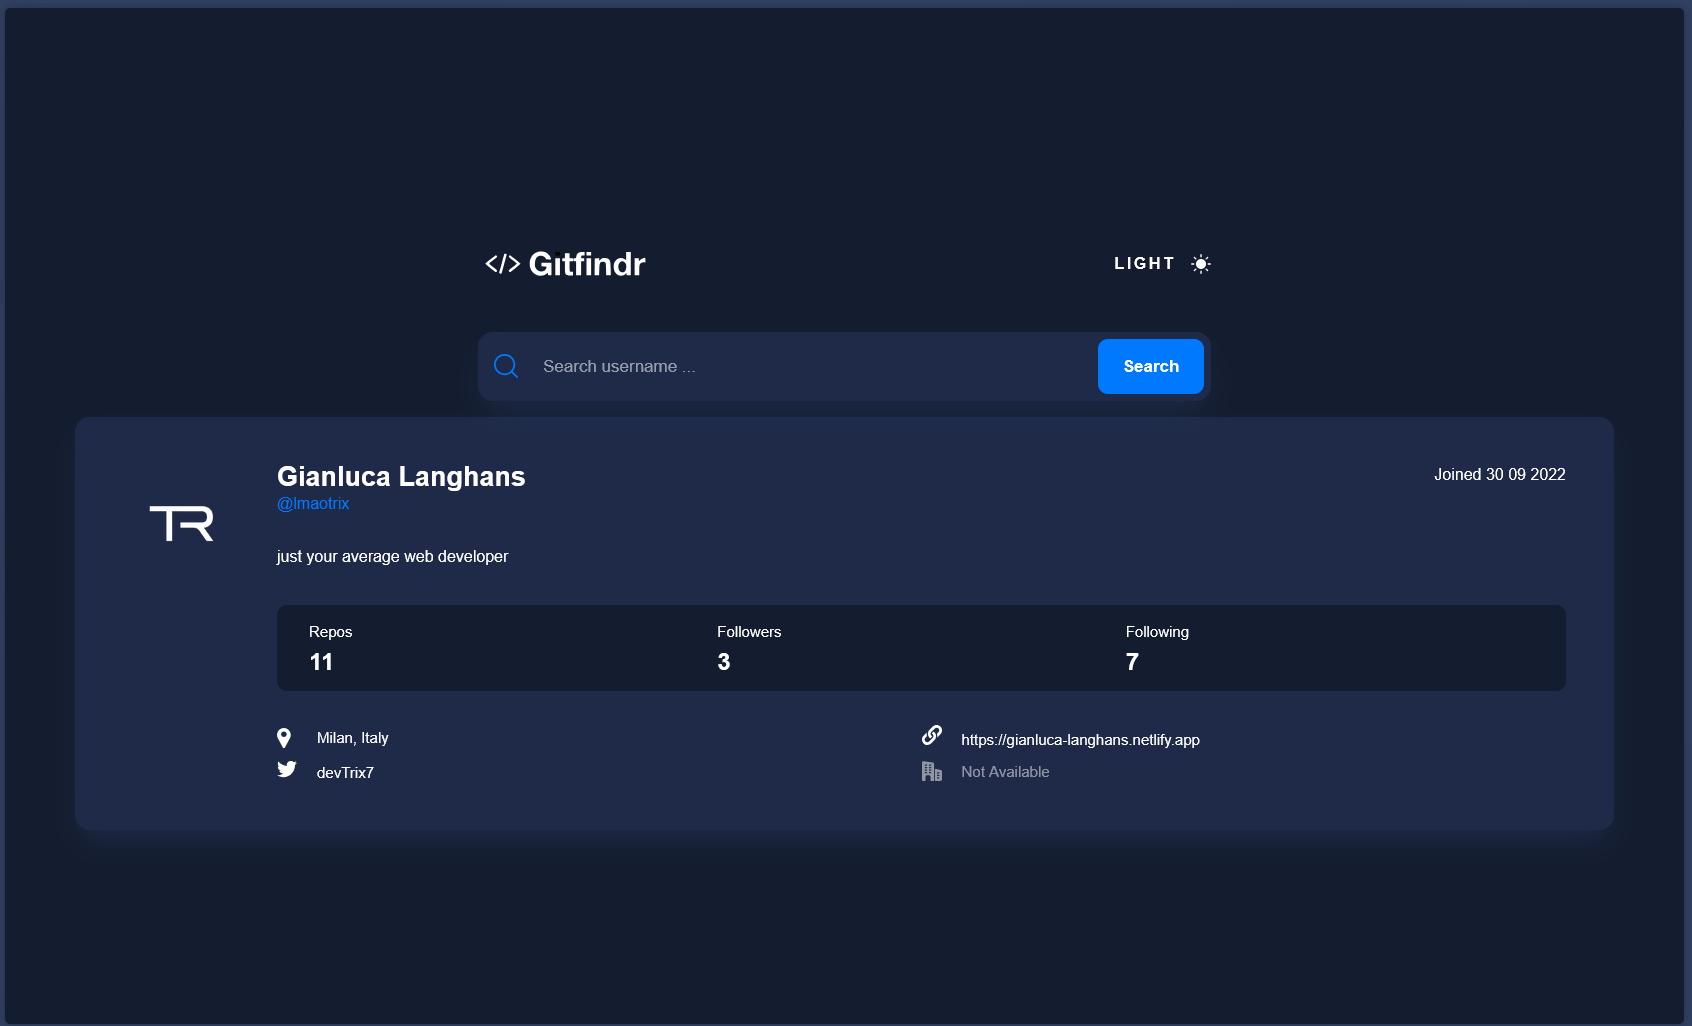 </> Gitfindr
LIGHT
Search username ...
Search
TR
Gianluca Langhans
@lmaotrix
Joined 30 09 2022
just your average web developer
Repos
11
Followers
3
Following
7
Milan, Italy
https://gianluca-langhans.netlify.app
devTrix7
Not Available